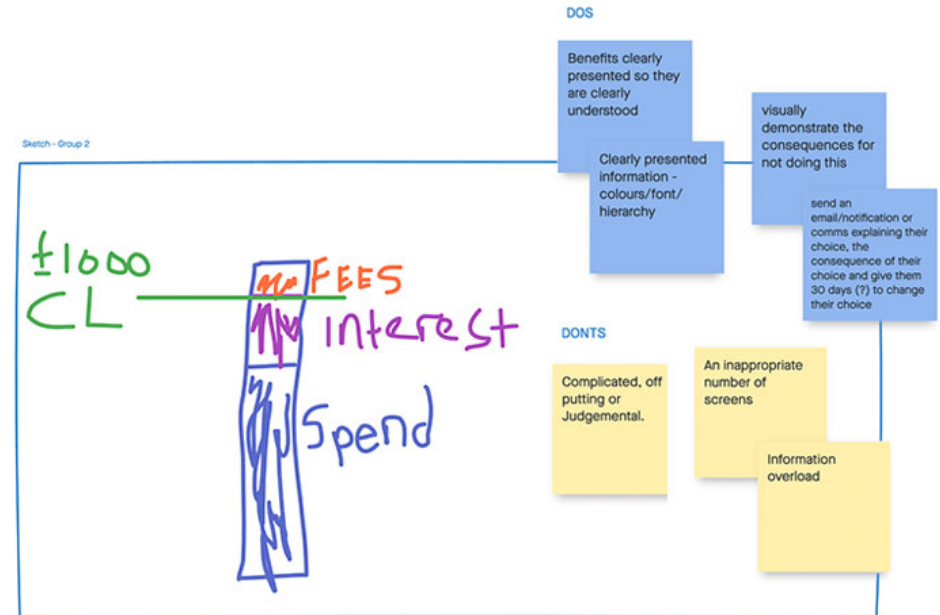 DOS
Benefits clearly
presented so they
are clearly
understood
visually
demonstrate the
consequences for
not doing this
Sketch - Group 2
Clearly presented
information -
colours/font/
hierarchy
send an
email/notification or
comms explaining their
choice, the
consequence of their
choice and give them
30 days (?) to change
their choice
£1000
CL
FEES
interest
Spend
DONTS
Complicated, off
putting or
Judgemental.
An inappropriate
number of
screens
Information
overload